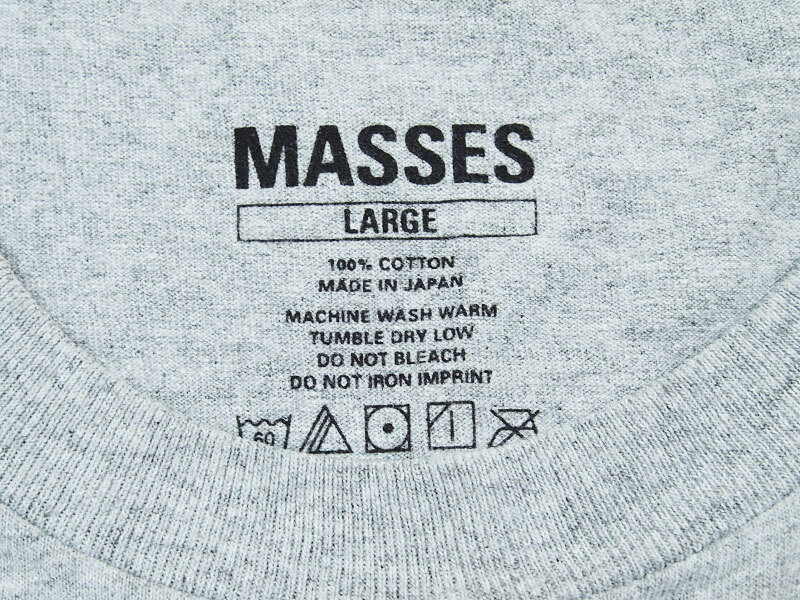 MASSES
LARGE
100% COTTON
MADE IN JAPAN
MACHINE WASH WARM
TUMBLE DRY LOW
DO NOT BLEACH
DO NOT IRON IMPRINT
60